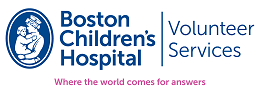 Boston
Children's
Hospital
Volunteer
Services
Where the world comes for answers